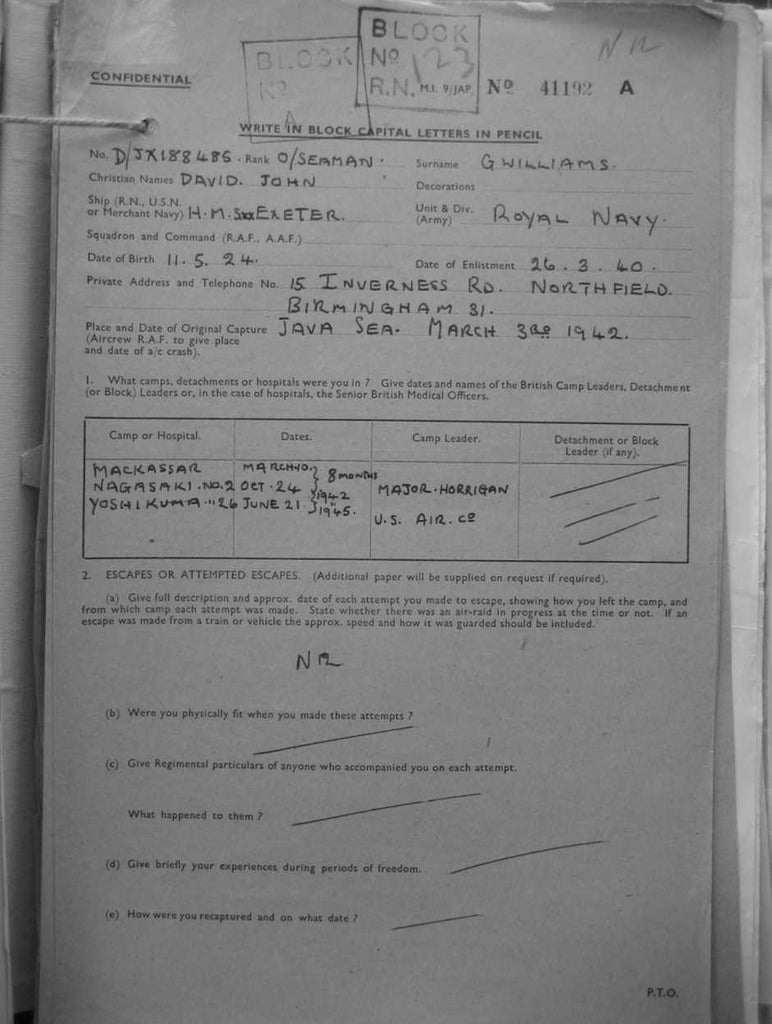 BLOCK
Nº 123
R.N. M.I. 9/JAP.
BLOCK
Nº
CONFIDENTIAL
Nº 41192 A
WRITE IN BLOCK CAPITAL LETTERS IN PENCIL
No. D/JX188486. Rank O/SEAMAN. Surname GWILLIAMS.
Christian Names DAVID. JOHN Decorations
Ship (R.N., U.S.N. or Merchant Navy) H.M.S. EXETER. Unit & Div. (Army) ROYAL NAVY.
Squadron and Command (R.A.F., A.A.F.)
Date of Birth 11.5.24. Date of Enlistment 26.3.40.
Private Address and Telephone No. 15 INVERNESS RD. NORTHFIELD.
BIRMINGHAM 31.
Place and Date of Original Capture JAVA SEA. MARCH 3RD 1942.
(Aircrew R.A.F. to give place
and date of a/c crash).
1. What camps, detachments or hospitals were you in ? Give dates and names of the British Camp Leaders, Detachment
(or Block) Leaders or, in the case of hospitals, the Senior British Medical Officers.
Camp or Hospital. Dates. Camp Leader. Detachment or Block Leader (if any).
MACKASSAR MARCH 10. 8 MONTHS
NAGASAKI. NO. 2 OCT. 24 1942 MAJOR. HORRIGAN
YOSHIKUMA " 26 JUNE 21. 1945. U.S. AIR. CO
2. ESCAPES OR ATTEMPTED ESCAPES. (Additional paper will be supplied on request if required).
(a) Give full description and approx. date of each attempt you made to escape, showing how you left the camp, and
from which camp each attempt was made. State whether there was an air-raid in progress at the time or not. If an
escape was made from a train or vehicle the approx. speed and how it was guarded should be included.
(b) Were you physically fit when you made these attempts ?
(c) Give Regimental particulars of anyone who accompanied you on each attempt.
What happened to them ?
(d) Give briefly your experiences during periods of freedom.
(e) How were you recaptured and on what date ?
P.T.O.